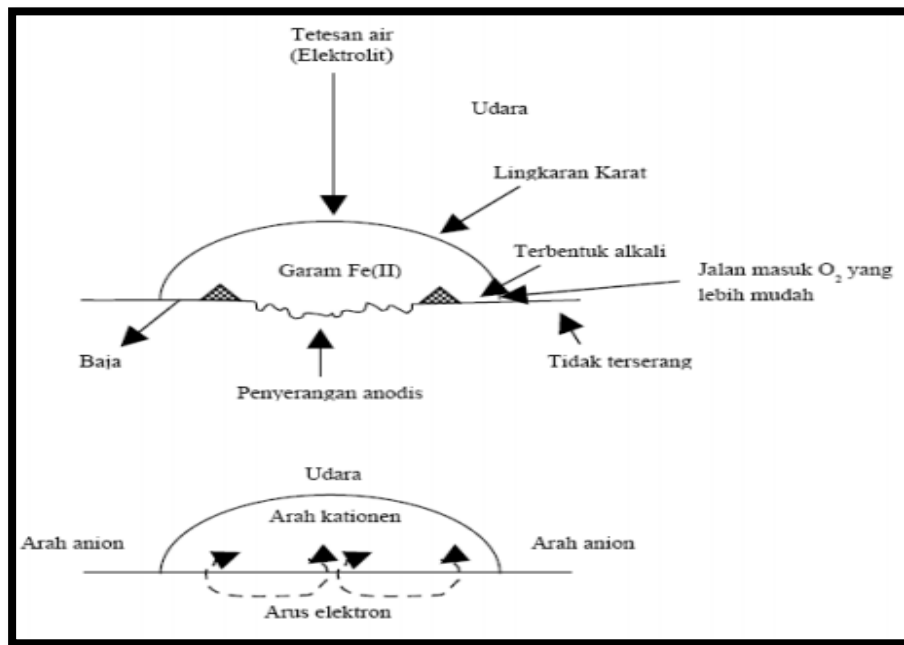 Tetesan air
(Elektrolit)
Udara
Lingkaran Karat
Terbentuk alkali
Garam Fe(II)
Jalan masuk O₂ yang
lebih mudah
Baja
Tidak terserang
Penyerangan anodis
Udara
Arah kationen
Arah anion
Arah anion
Arus elektron